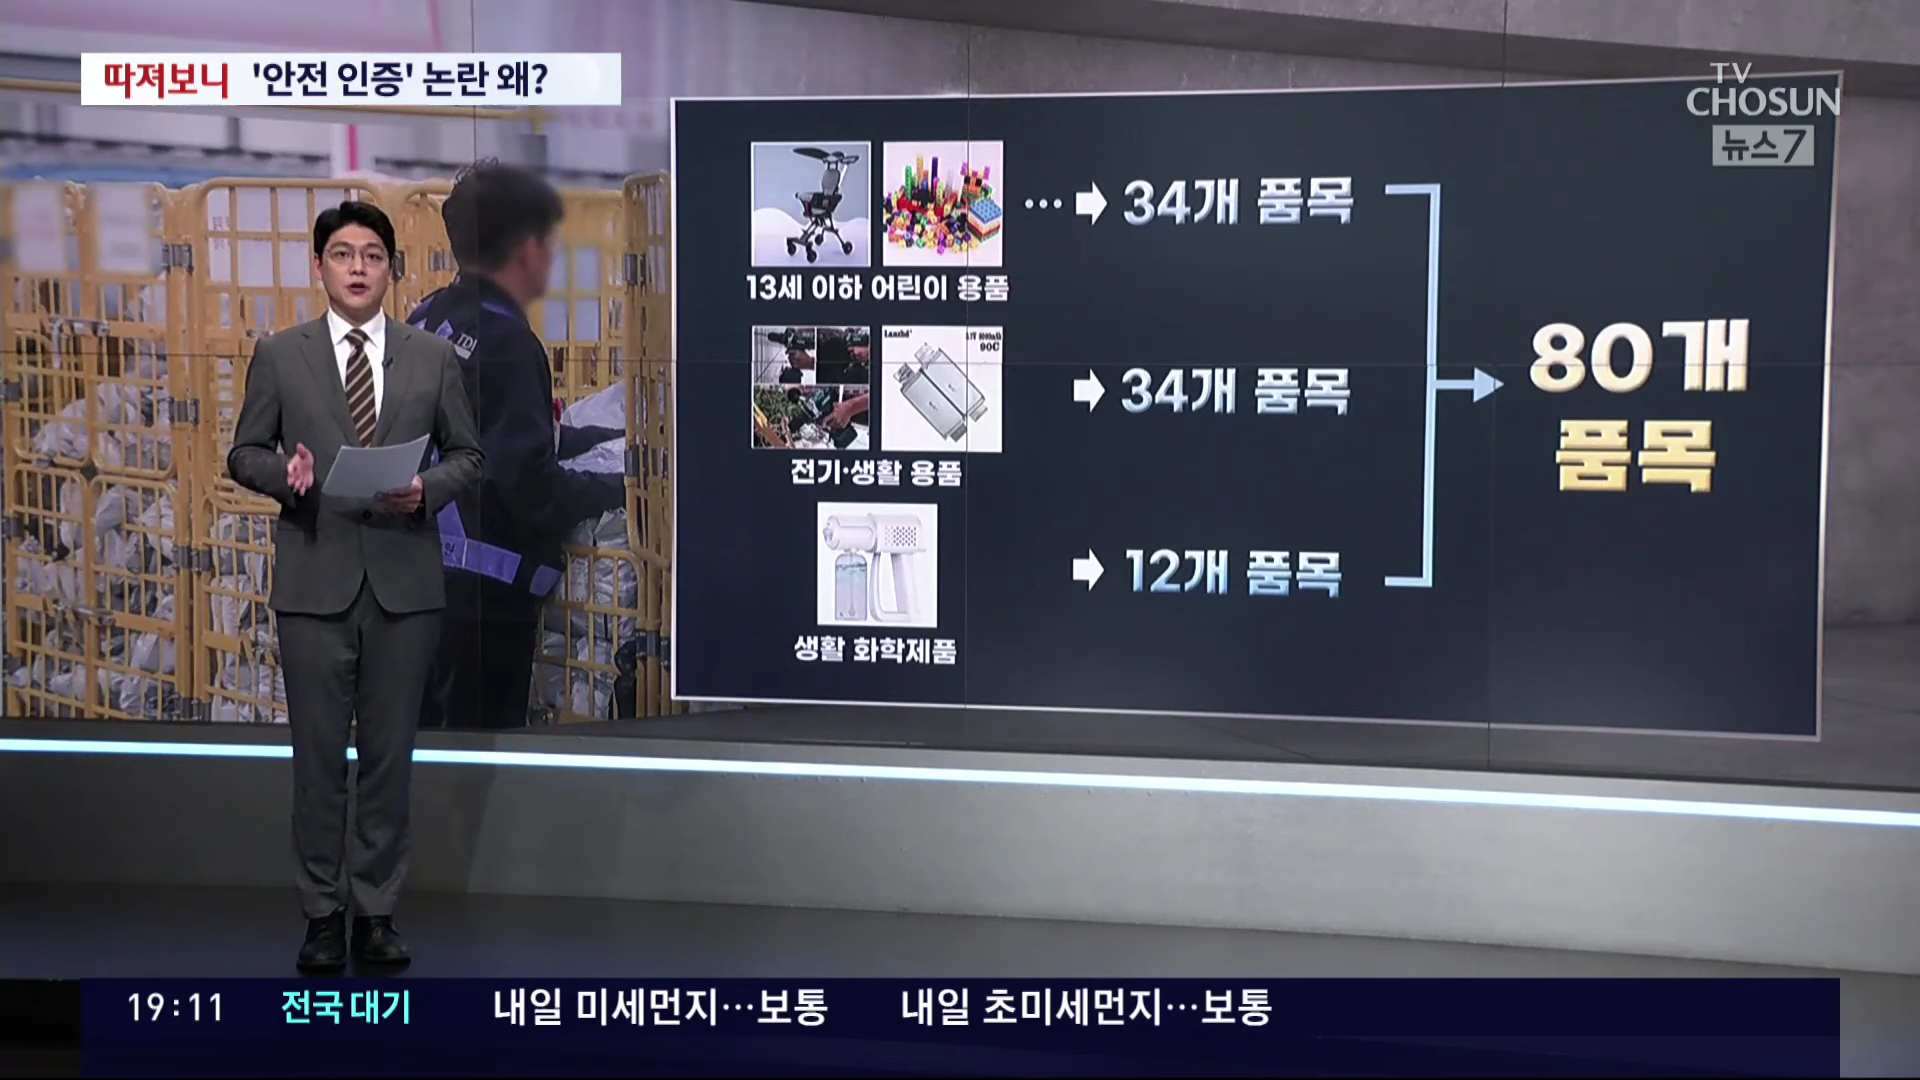 따져보니 '안전 인증' 논란 왜?
TV
CHOSUN
뉴스7
… 34개 품목
13세 이하 어린이 용품
Lanzhd
90C
34개 품목
전기·생활 용품
80개
품목
12개 품목
생활 화학제품
TDI
원
19:11 전국 대기 내일 미세먼지…보통 내일 초미세먼지…보통